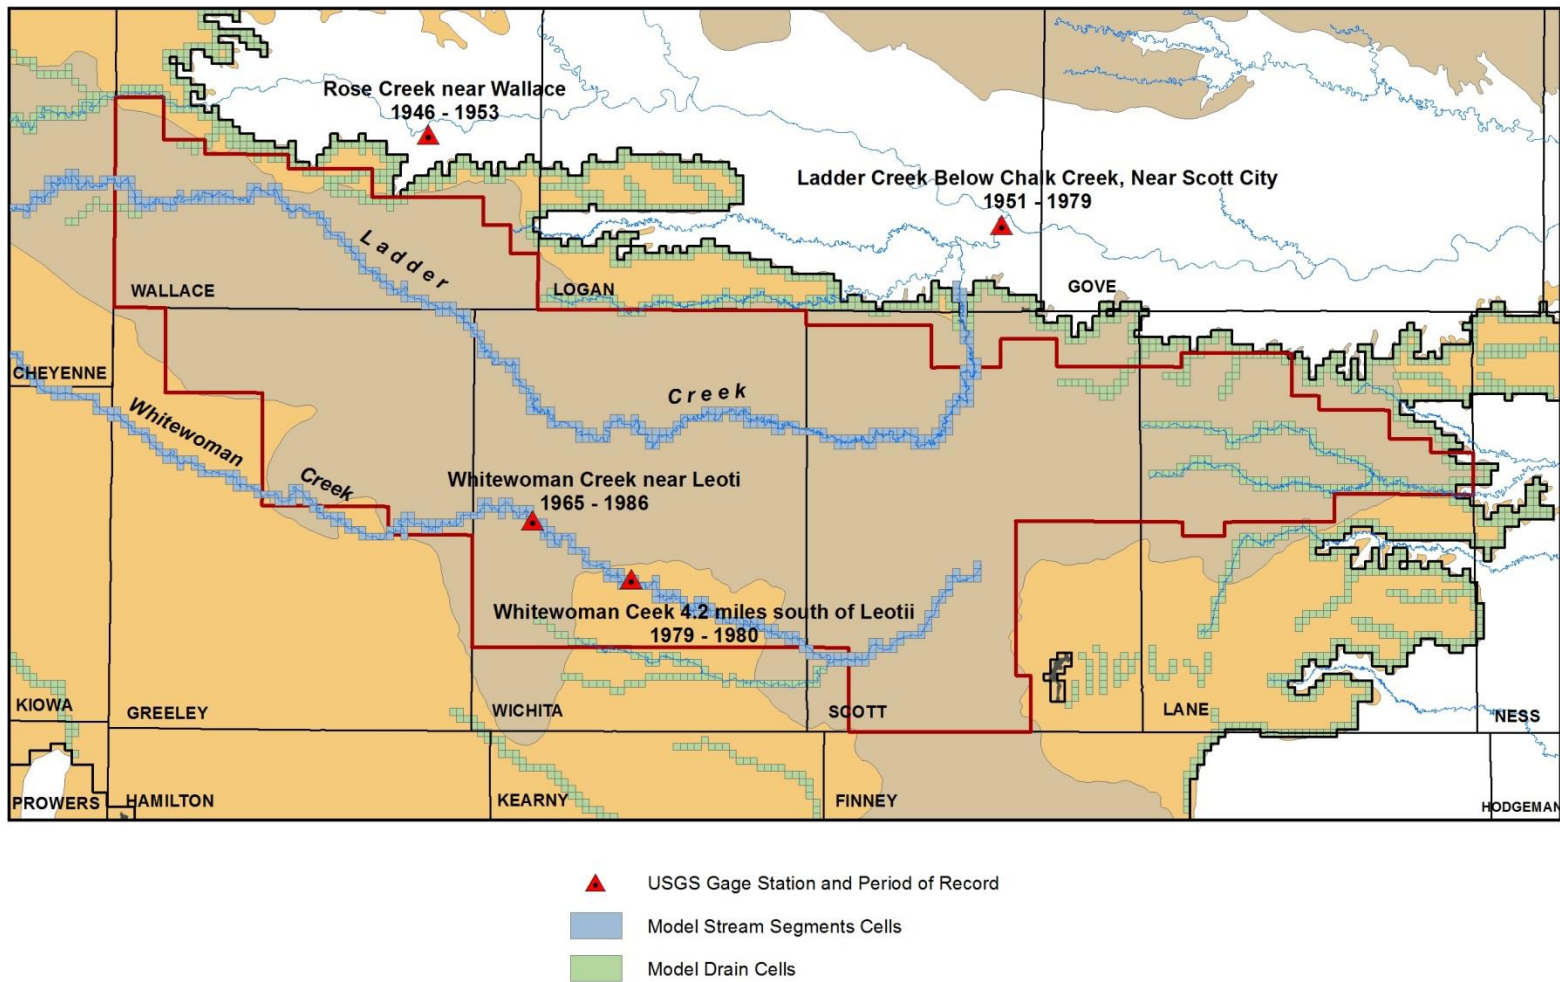 Rose Creek near Wallace
1946 - 1953
Ladder Creek Below Chalk Creek, Near Scott City
1951 - 1979
Ladder
WALLACE
LOGAN
GOVE
CHEYENNE
Creek
Whitewoman
Creek
Whitewoman Creek near Leoti
1965 - 1986
Whitewoman Ceek 4.2 miles south of Leotii
1979 - 1980
KIOWA
GREELEY
WICHITA
SCOTT
LANE
NESS
PROWERS
HAMILTON
KEARNY
FINNEY
HODGEMAN
USGS Gage Station and Period of Record
Model Stream Segments Cells
Model Drain Cells